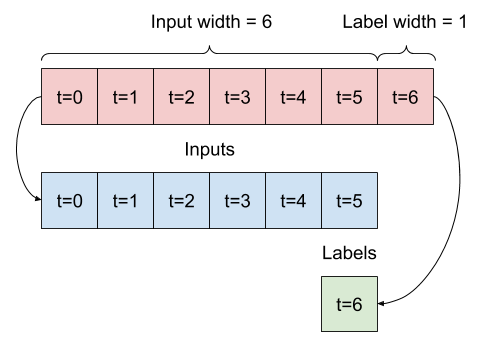 Input width = 6 Label width = 1
t=0 t=1 t=2 t=3 t=4 t=5 t=6
Inputs
t=0 t=1 t=2 t=3 t=4 t=5
Labels
t=6